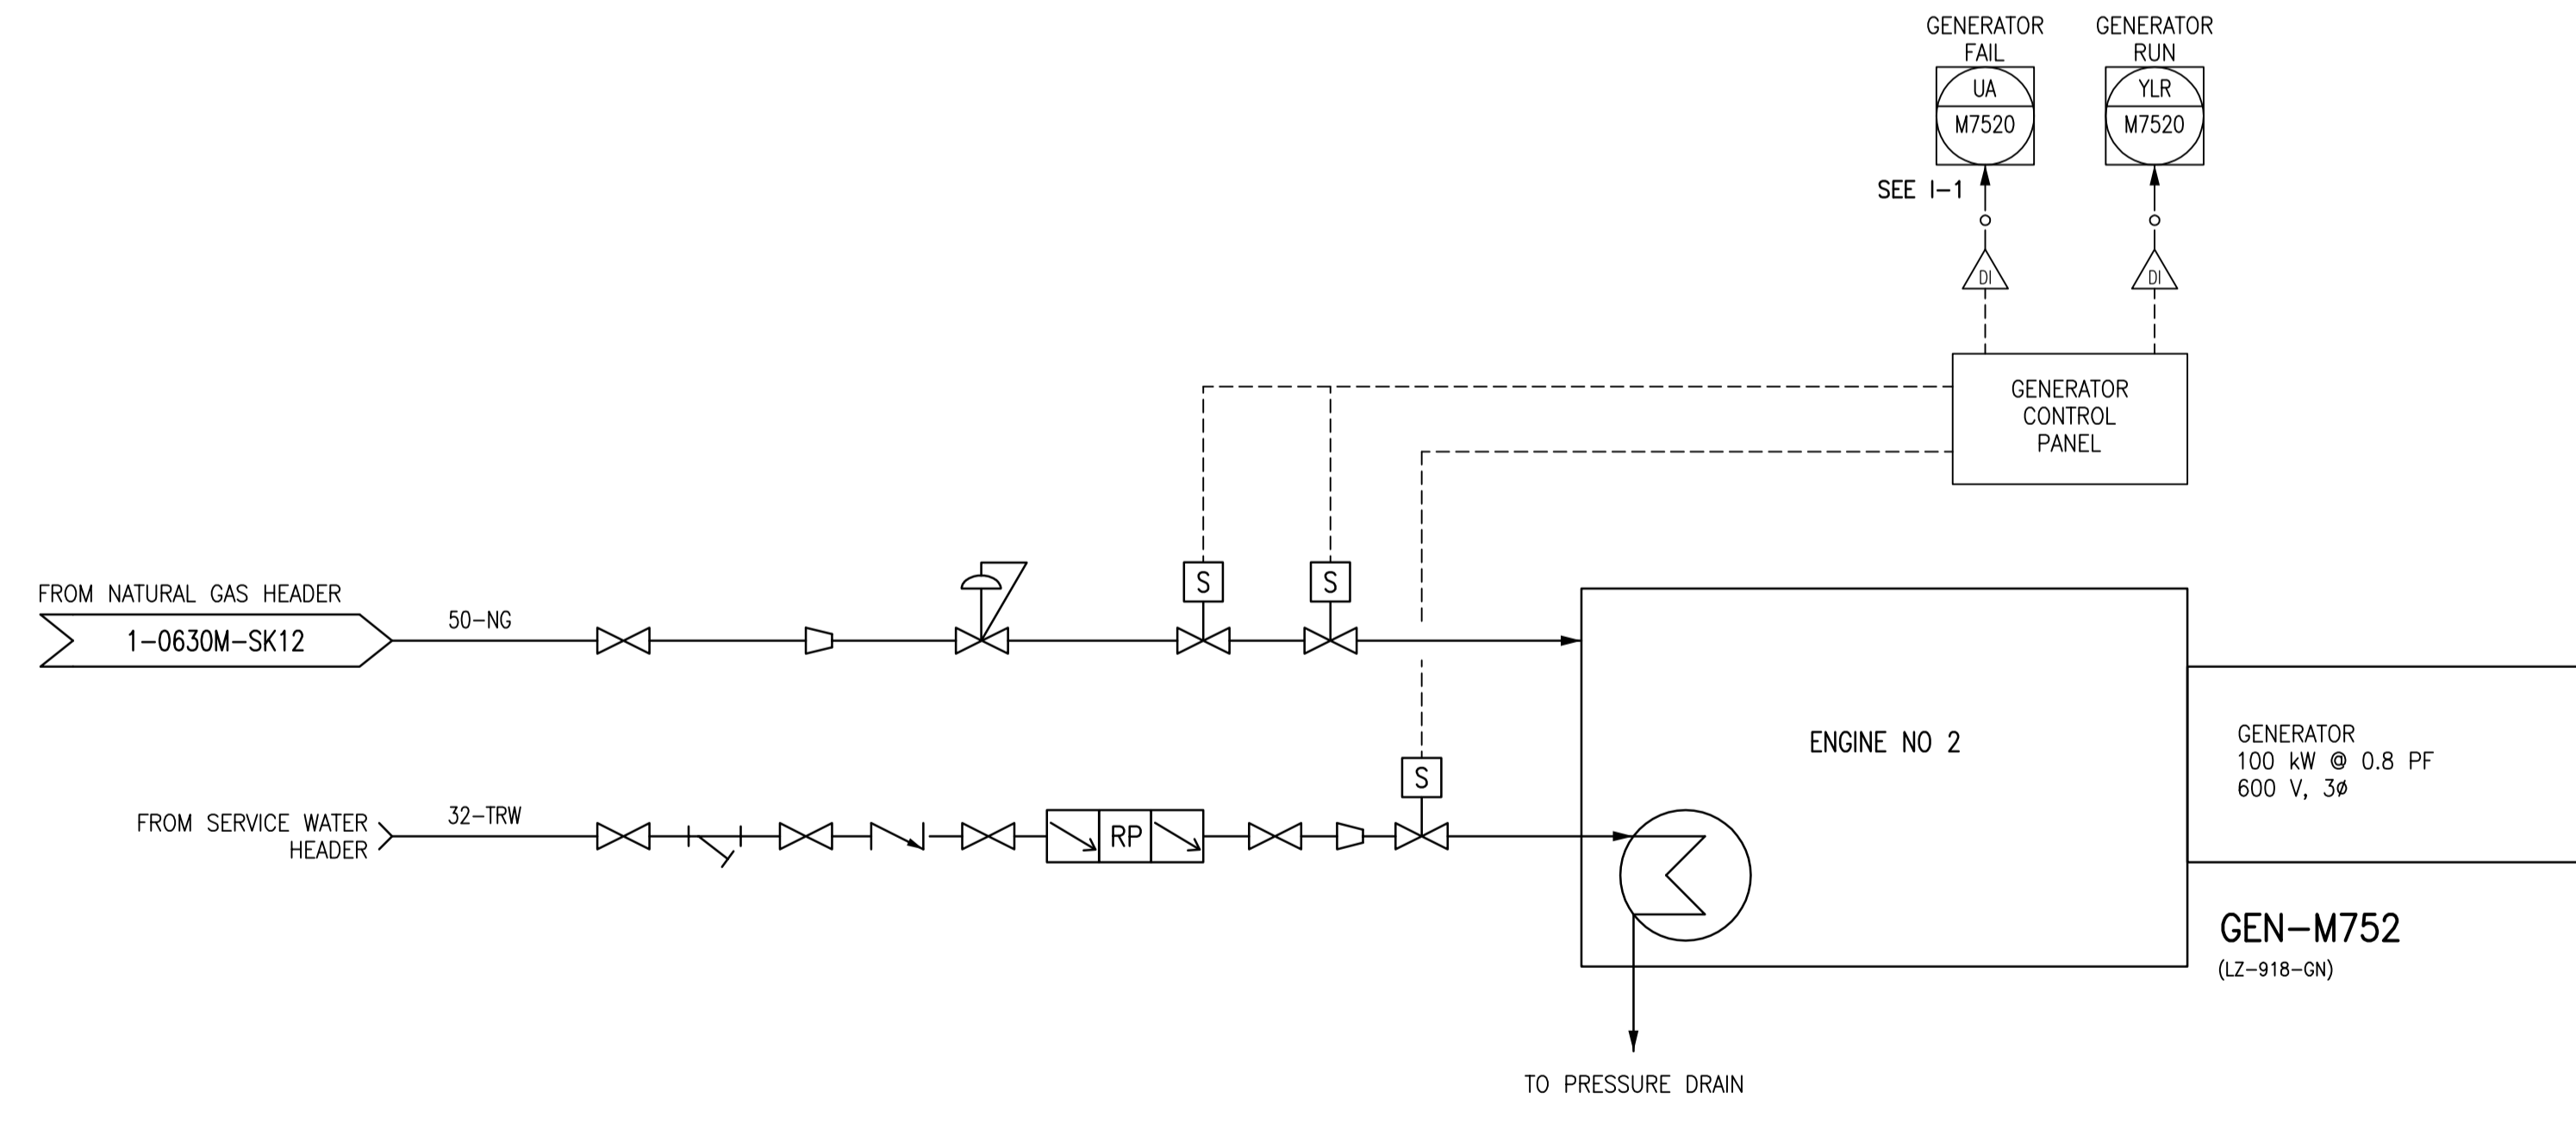 GENERATOR
FAIL
UA
M7520
GENERATOR
RUN
YLR
M7520
SEE I-1
DI
DI
GENERATOR
CONTROL
PANEL
FROM NATURAL GAS HEADER
1-0630M-SK12
50-NG
S
S
FROM SERVICE WATER
HEADER
32-TRW
RP
S
ENGINE NO 2
GENERATOR
100 kW @ 0.8 PF
600 V, 3ø
GEN-M752
(LZ-918-GN)
TO PRESSURE DRAIN